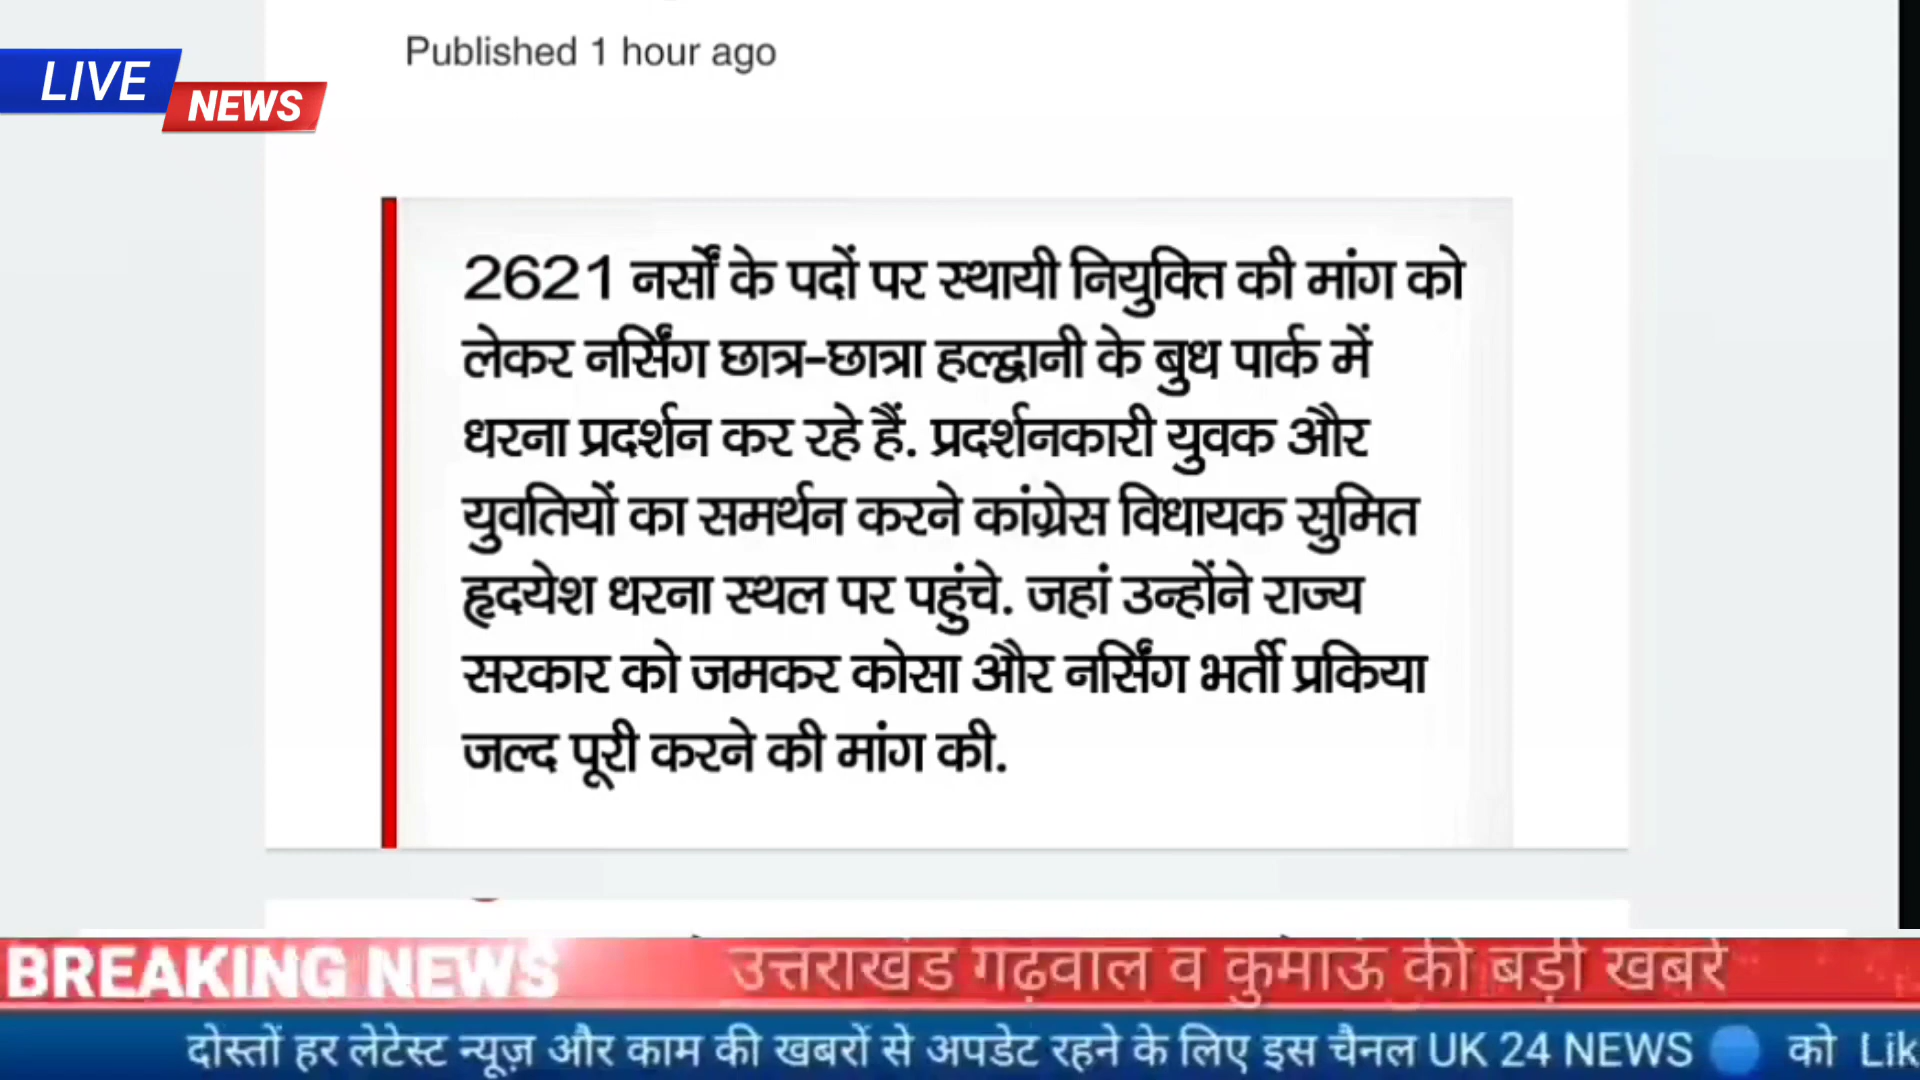 Published 1 hour ago
LIVE
NEWS
2621 नर्सों के पदों पर स्थायी नियुक्ति की मांग को
लेकर नर्सिंग छात्र-छात्रा हल्द्वानी के बुध पार्क में
धरना प्रदर्शन कर रहे हैं. प्रदर्शनकारी युवक और
युवतियों का समर्थन करने कांग्रेस विधायक सुमित
हृदयेश धरना स्थल पर पहुंचे. जहां उन्होंने राज्य
सरकार को जमकर कोसा और नर्सिंग भर्ती प्रकिया
जल्द पूरी करने की मांग की.
BREAKING NEWS उत्तराखंड गढ़वाल व कुमाऊं की बड़ी खबरें
दोस्तों हर लेटेस्ट न्यूज़ और काम की खबरों से अपडेट रहने के लिए इस चैनल UK 24 NEWS को Lik